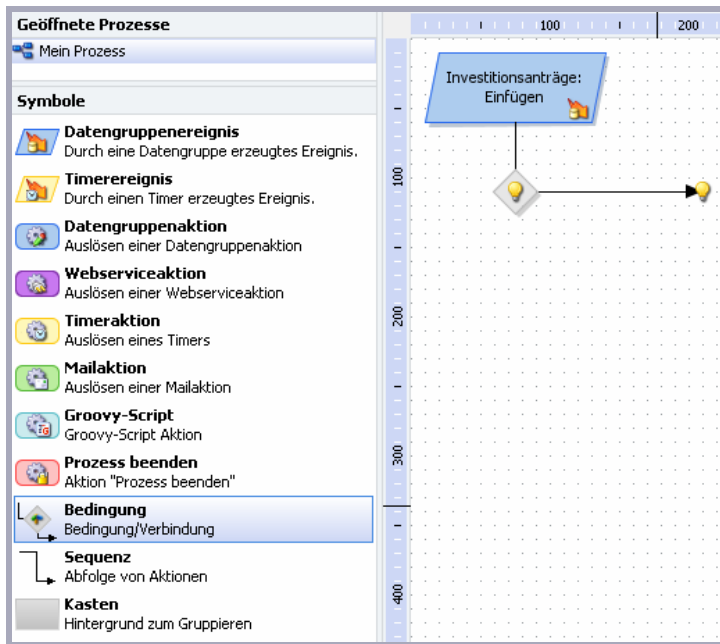 Geöffnete Prozesse
Mein Prozess
Symbole
Datengruppenereignis
Durch eine Datengruppe erzeugtes Ereignis.
Timerereignis
Durch einen Timer erzeugtes Ereignis.
Datengruppenaktion
Auslösen einer Datengruppenaktion
Webserviceaktion
Auslösen einer Webserviceaktion
Timeraktion
Auslösen eines Timers
Mailaktion
Auslösen einer Mailaktion
Groovy-Script
Groovy-Script Aktion
Prozess beenden
Aktion "Prozess beenden"
Bedingung
Bedingung/Verbindung
Sequenz
Abfolge von Aktionen
Kasten
Hintergrund zum Gruppieren
100 200
Investitionsanträge:
Einfügen
100
200
300
400